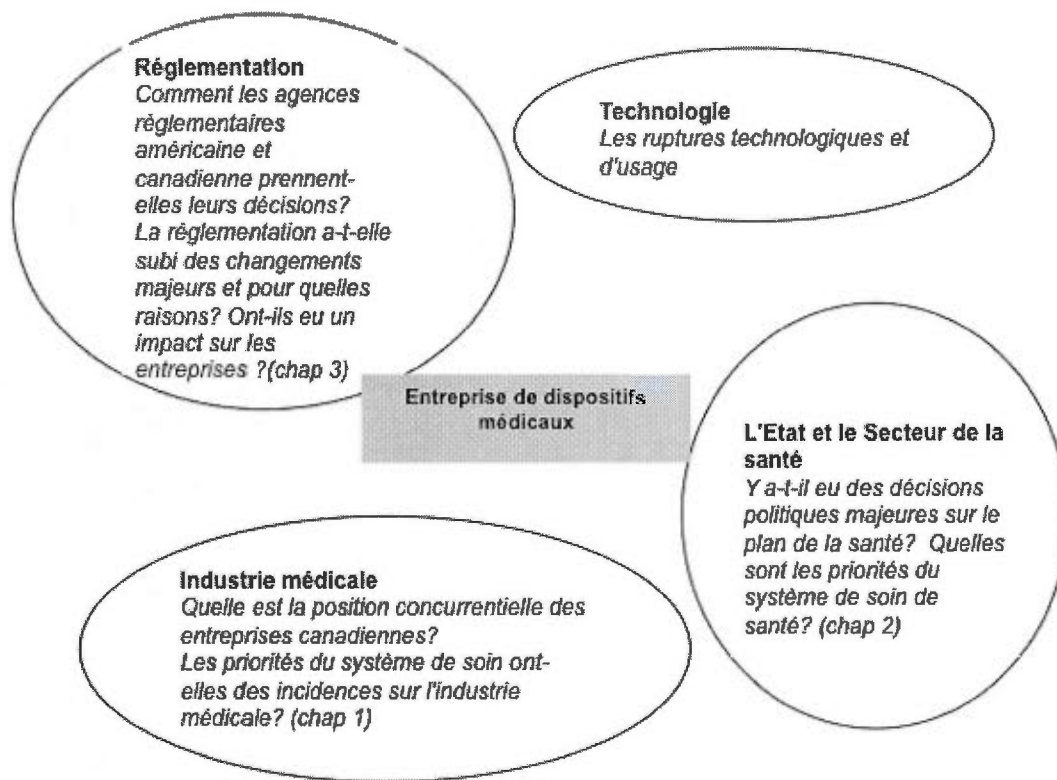 Réglementation
Comment les agences
règlementaires
américaine et
canadienne prennent-
elles leurs décisions?
La règlementation a-t-elle
subi des changements
majeurs et pour quelles
raisons? Ont-ils eu un
impact sur les
entreprises ?(chap 3)
Technologie
Les ruptures technologiques et
d'usage
Entreprise de dispositifs
médicaux
L'Etat et le Secteur de la
santé
Y a-t-il eu des décisions
politiques majeures sur le
plan de la santé? Quelles
sont les priorités du
système de soin de
santé? (chap 2)
Industrie médicale
Quelle est la position concurrentielle des
entreprises canadiennes?
Les priorités du système de soin ont-
elles des incidences sur l'industrie
médicale? (chap 1)